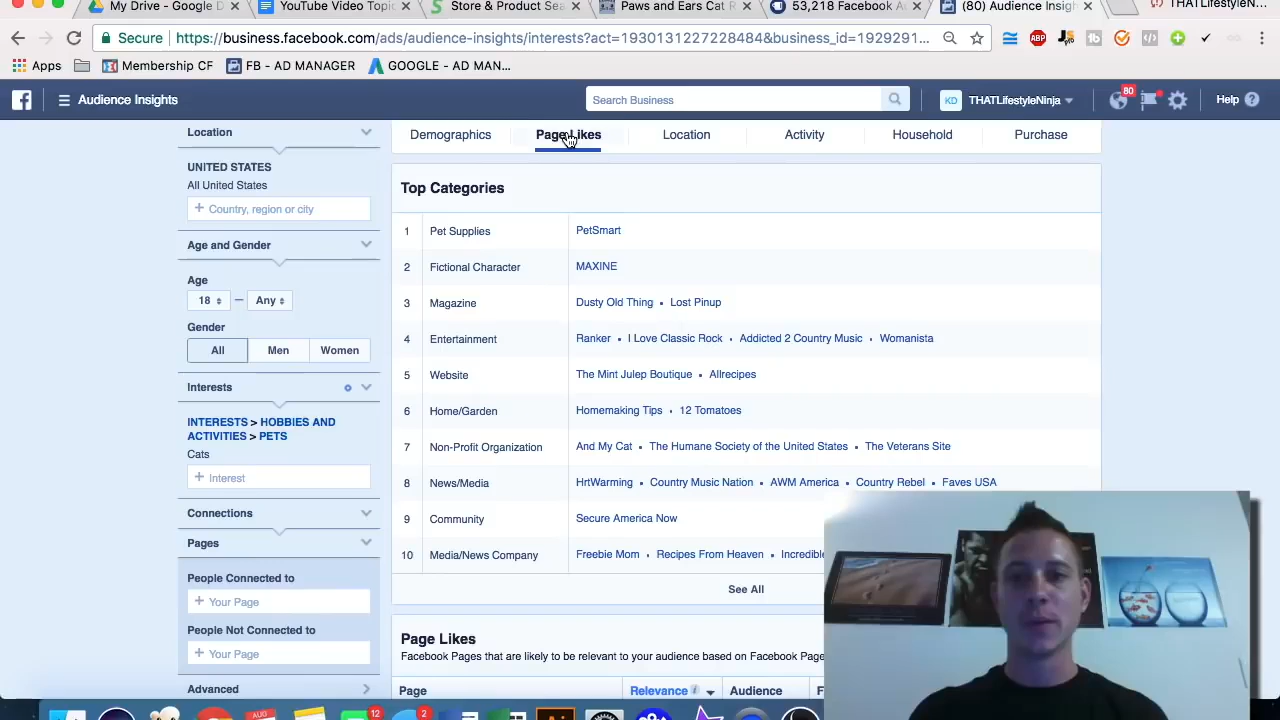 My Drive - Google D
YouTube Video Topic
Store & Product Sea
Paws and Ears Cat R
53,218 Facebook A
(80) Audience Insigh
THATLifestyleN
Secure
https://business.facebook.com/ads/audience-insights/interests?act=1930131227228484&business_id=1929291...
Apps
Membership CF
FB - AD MANAGER
GOOGLE - AD MAN...
Audience Insights
Search Business
KD
THATLifestyleNinja
80
Help
Location
UNITED STATES
All United States
+ Country, region or city
Age and Gender
Age
18 – Any
Gender
All
Men
Women
Interests
INTERESTS > HOBBIES AND
ACTIVITIES > PETS
Cats
+ Interest
Connections
Pages
People Connected to
+ Your Page
People Not Connected to
+ Your Page
Advanced
Demographics
Page Likes
Location
Activity
Household
Purchase
Top Categories
1 Pet Supplies PetSmart
2 Fictional Character MAXINE
3 Magazine Dusty Old Thing • Lost Pinup
4 Entertainment Ranker • I Love Classic Rock • Addicted 2 Country Music • Womanista
5 Website The Mint Julep Boutique • Allrecipes
6 Home/Garden Homemaking Tips • 12 Tomatoes
7 Non-Profit Organization And My Cat • The Humane Society of the United States • The Veterans Site
8 News/Media HrtWarming • Country Music Nation • AWM America • Country Rebel • Faves USA
9 Community Secure America Now
10 Media/News Company Freebie Mom • Recipes From Heaven • Incredible
See All
Page Likes
Facebook Pages that are likely to be relevant to your audience based on Facebook Page
Page
Relevance
Audience
F
12
2